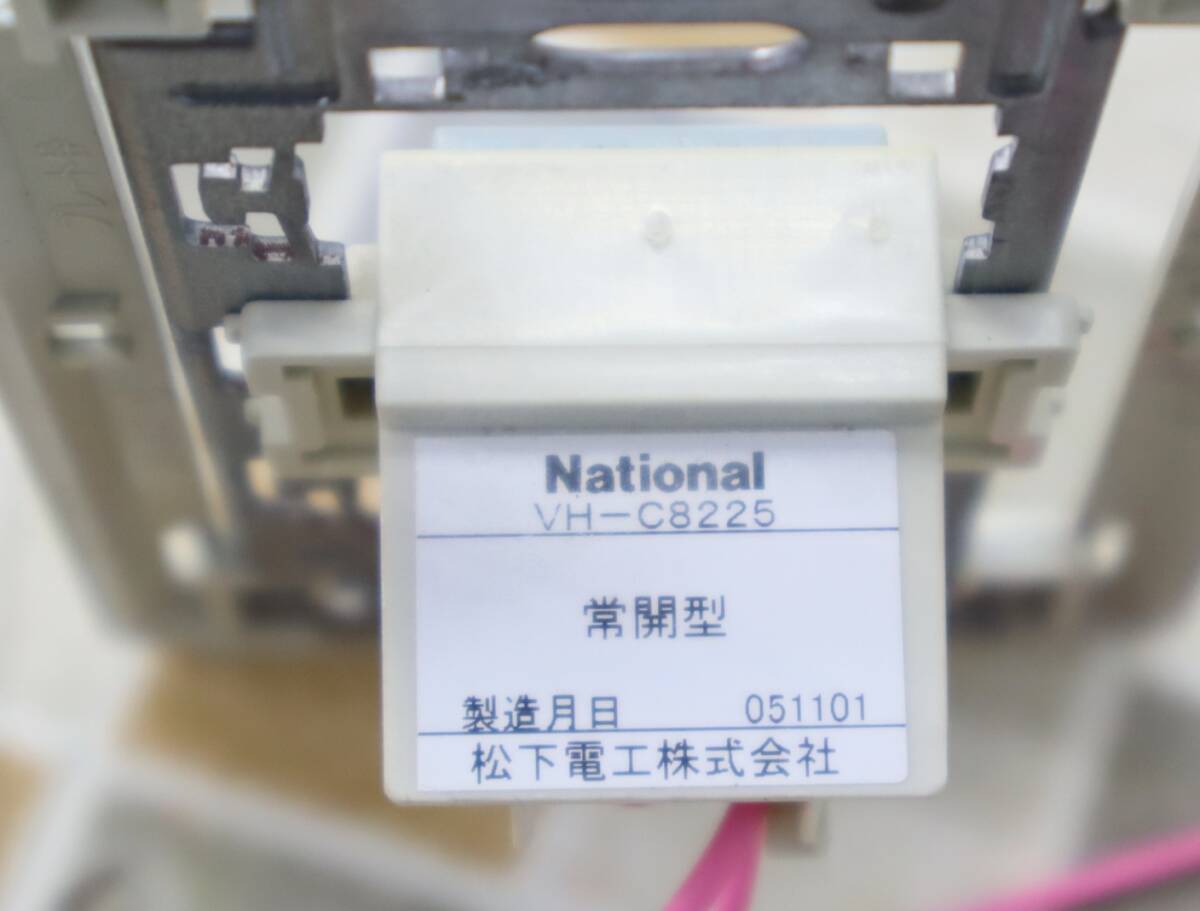 National
VH-C8225
常開型
製造月日 051101
松下電工株式会社